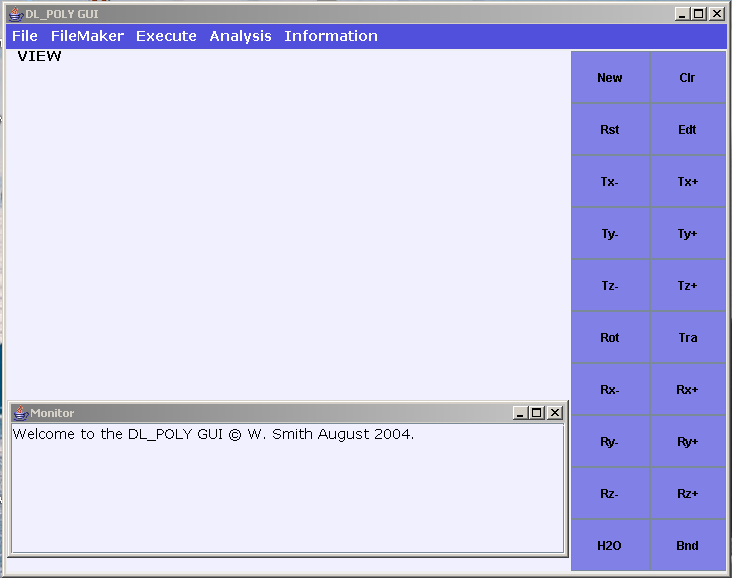 DL_POLY GUI
File FileMaker Execute Analysis Information
VIEW
New Clr
Rst Edt
Tx- Tx+
Ty- Ty+
Tz- Tz+
Rot Tra
Rx- Rx+
Ry- Ry+
Rz- Rz+
H2O Bnd
Monitor
Welcome to the DL_POLY GUI © W. Smith August 2004.